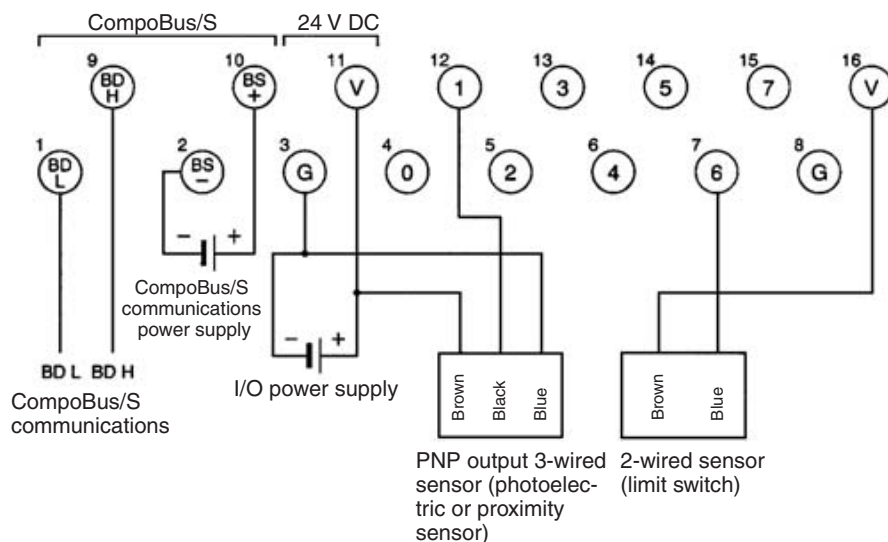 CompoBus/S 24 V DC
9 10 11 12 13 14 15 16
BD H BS + V 1 3 5 7 V
1 2 3 4 5 6 7 8
BD L BS – G 0 2 4 6 G
– +
CompoBus/S
communications
power supply
– +
I/O power supply
BD L BD H
CompoBus/S
communications
Brown Black Blue
Brown Blue
PNP output 3-wired
sensor (photoelec-
tric or proximity
sensor)
2-wired sensor
(limit switch)